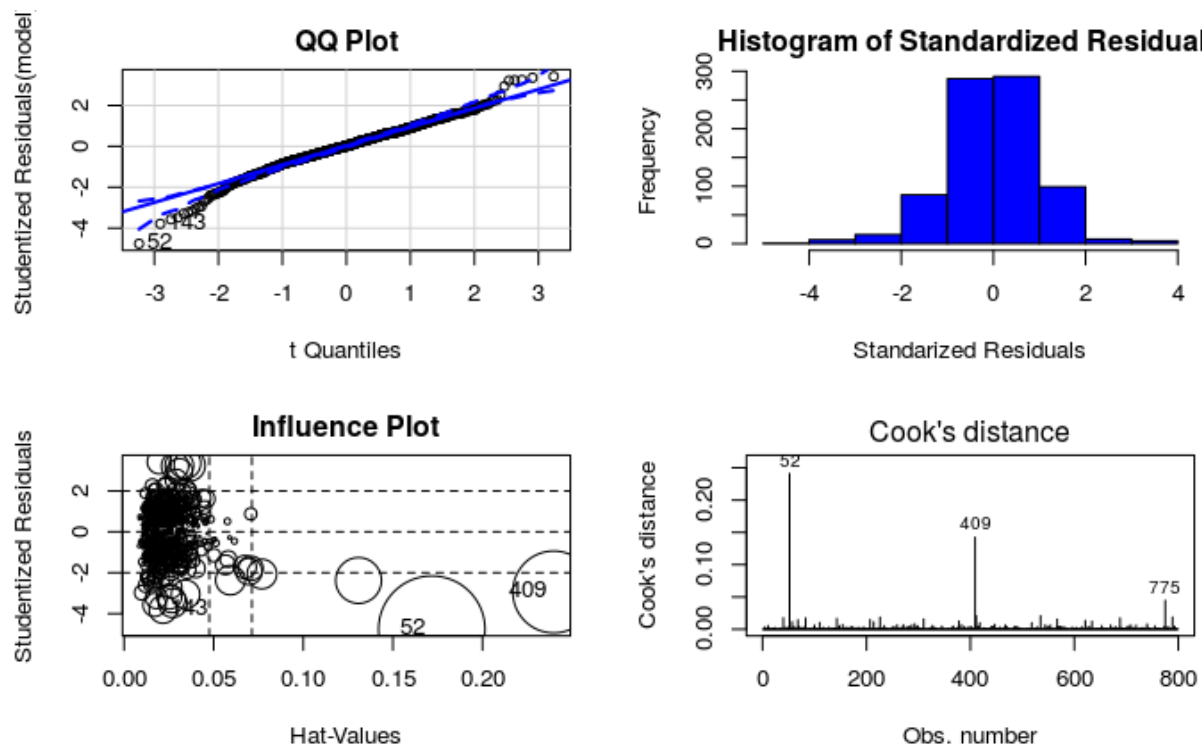 QQ Plot
Studentized Residuals(model
2
0
-2
-4
43
52
-3 -2 -1 0 1 2 3
t Quantiles
Histogram of Standardized Residual
Frequency
300
200
100
0
-4 -2 0 2 4
Standarized Residuals
Influence Plot
Studentized Residuals
2
0
-2
-4
43
52
409
0.00 0.05 0.10 0.15 0.20
Hat-Values
Cook's distance
Cook's distance
0.20
0.10
0.00
52
409
775
0 200 400 600 800
Obs. number